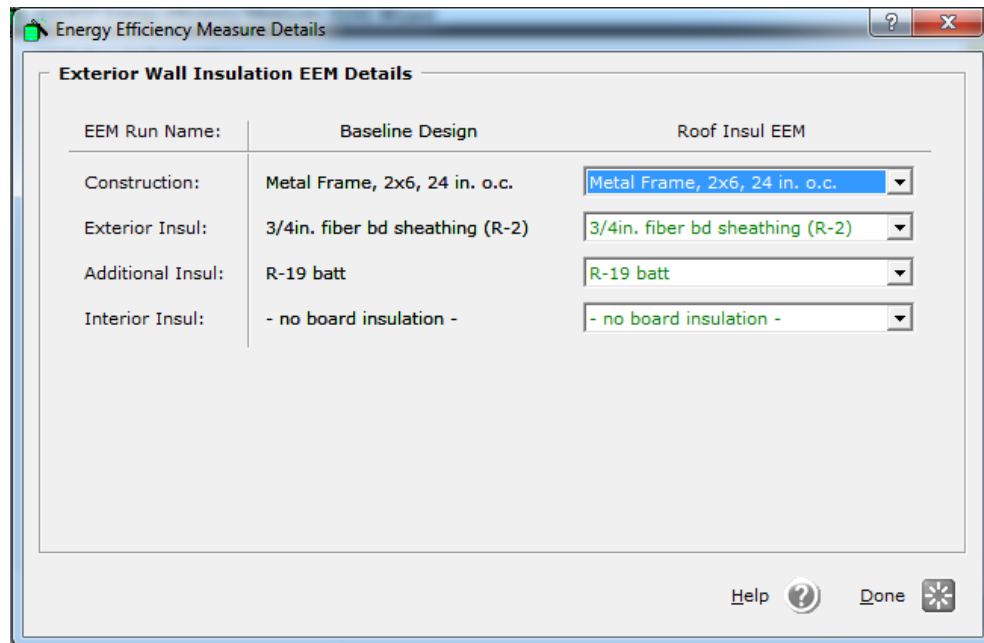 Energy Efficiency Measure Details
?
X
Exterior Wall Insulation EEM Details
EEM Run Name: Baseline Design Roof Insul EEM
Construction: Metal Frame, 2x6, 24 in. o.c. Metal Frame, 2x6, 24 in. o.c.
Exterior Insul: 3/4in. fiber bd sheathing (R-2) 3/4in. fiber bd sheathing (R-2)
Additional Insul: R-19 batt R-19 batt
Interior Insul: - no board insulation - - no board insulation -
Help ? Done